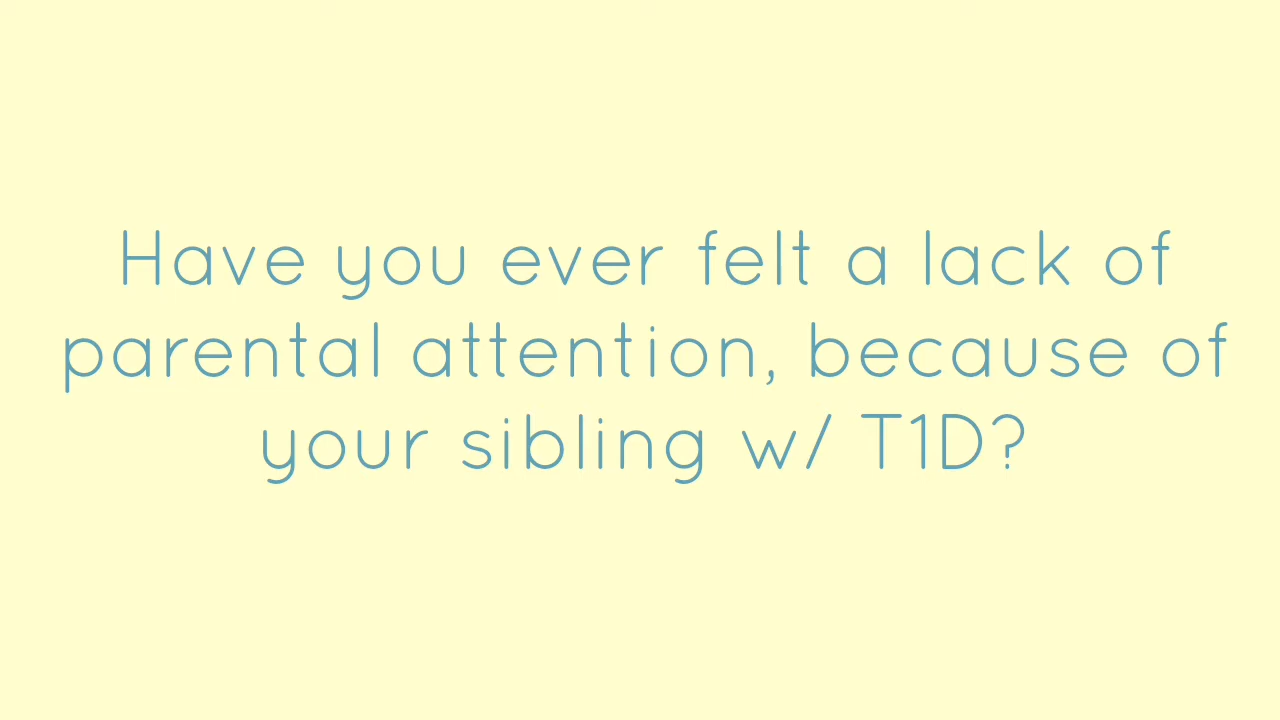 Have you ever felt a lack of
parental attention, because of
your sibling w/ T1D?